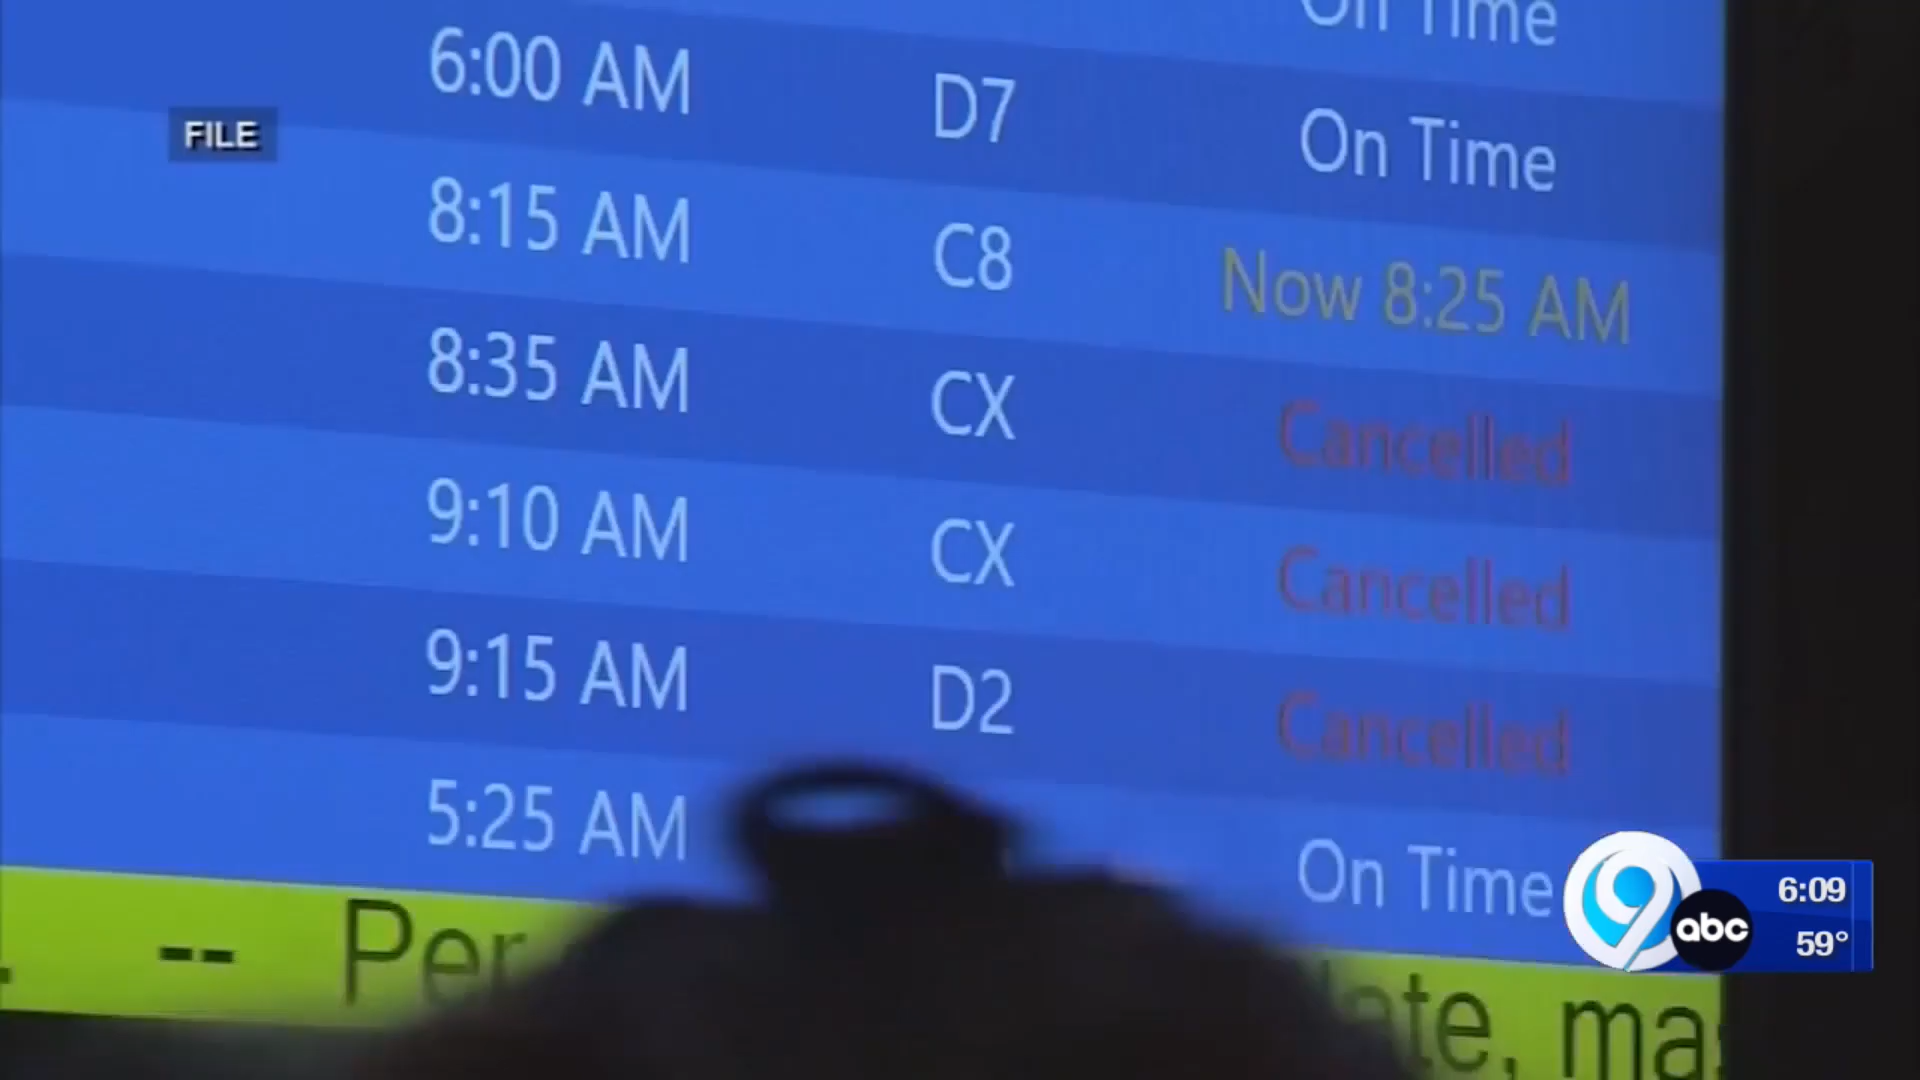 On Time
6:00 AM D7 On Time
FILE
8:15 AM C8 Now 8:25 AM
8:35 AM CX Cancelled
9:10 AM CX Cancelled
9:15 AM D2 Cancelled
5:25 AM On Time
-- Per
ate, mas
9 abc 6:09
59°